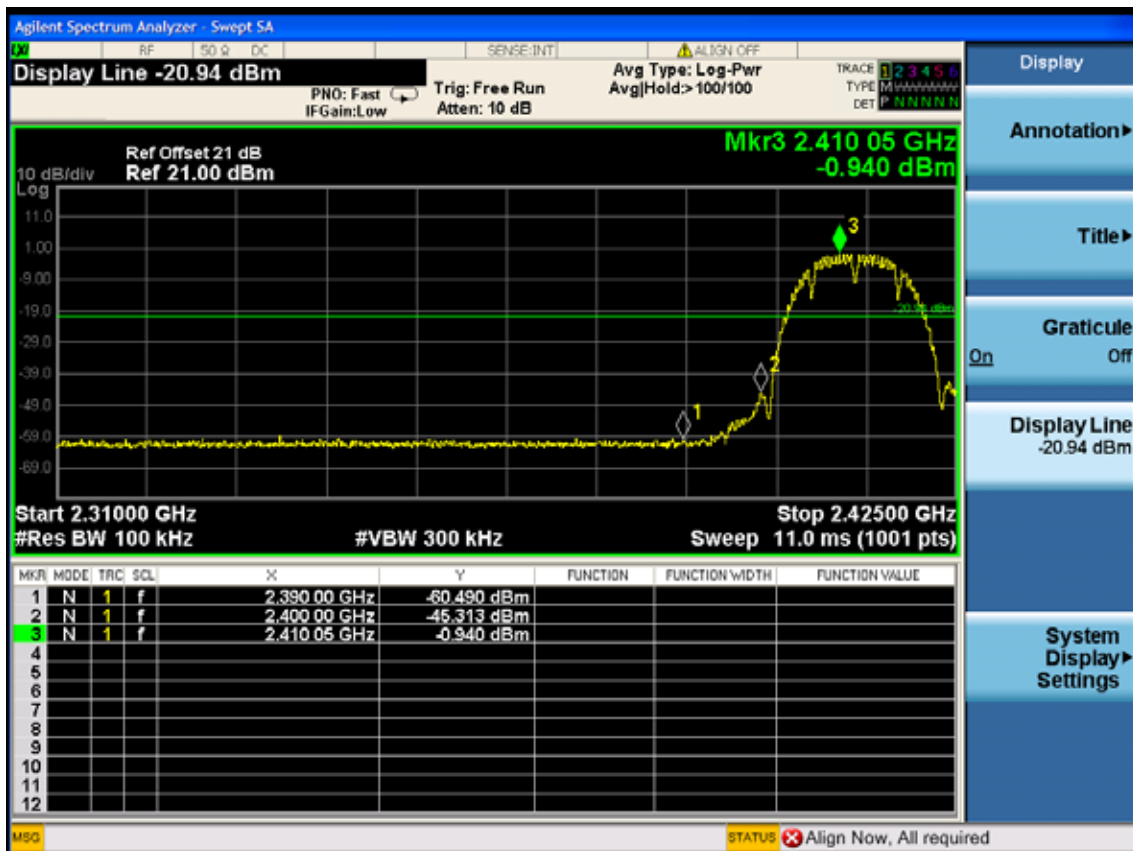 Agilent Spectrum Analyzer - Swept SA
LXI RF 50 Ω DC SENSE:INT ALIGN OFF
Display Line -20.94 dBm
PNO: Fast
IFGain:Low
Trig: Free Run
Atten: 10 dB
Avg Type: Log-Pwr
Avg|Hold:>100/100
TRACE 1 2 3 4 5 6
TYPE M
DET P N N N N N
Mkr3 2.410 05 GHz
-0.940 dBm
Ref Offset 21 dB
10 dB/div Ref 21.00 dBm
Log
11.0
1.00
-9.00
-19.0
-29.0
-39.0
-49.0
-59.0
-69.0
3
-20.94 dBm
2
1
Start 2.31000 GHz Stop 2.42500 GHz
#Res BW 100 kHz #VBW 300 kHz Sweep 11.0 ms (1001 pts)
MKR MODE TRC SCL X Y FUNCTION FUNCTION WIDTH FUNCTION VALUE
1 N 1 f 2.390 00 GHz -60.490 dBm
2 N 1 f 2.400 00 GHz -45.313 dBm
3 N 1 f 2.410 05 GHz -0.940 dBm
4
5
6
7
8
9
10
11
12
MSG STATUS Align Now, All required
Display
Annotation
Title
Graticule
On Off
Display Line
-20.94 dBm
System
Display
Settings